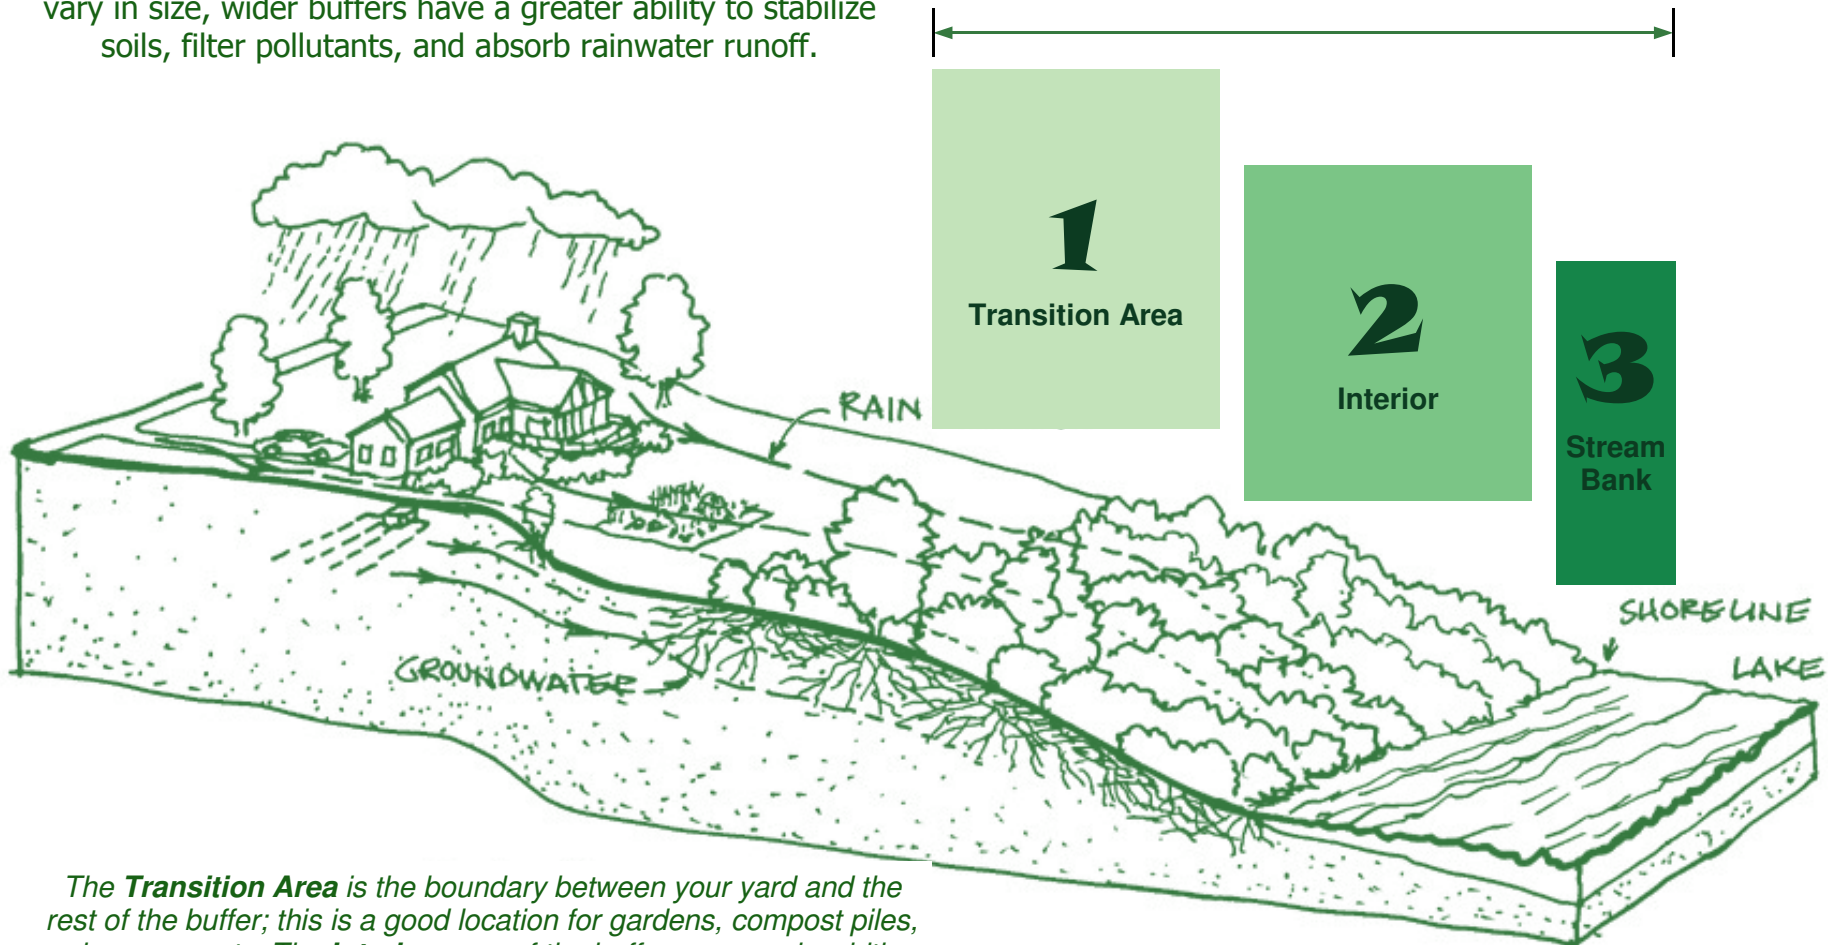 vary in size, wider buffers have a greater ability to stabilize
soils, filter pollutants, and absorb rainwater runoff.
1
Transition Area
2
Interior
3
Stream
Bank
RAIN
SHORELINE
LAKE
GROUNDWATER
The Transition Area is the boundary between your yard and the
rest of the buffer; this is a good location for gardens, compost piles,